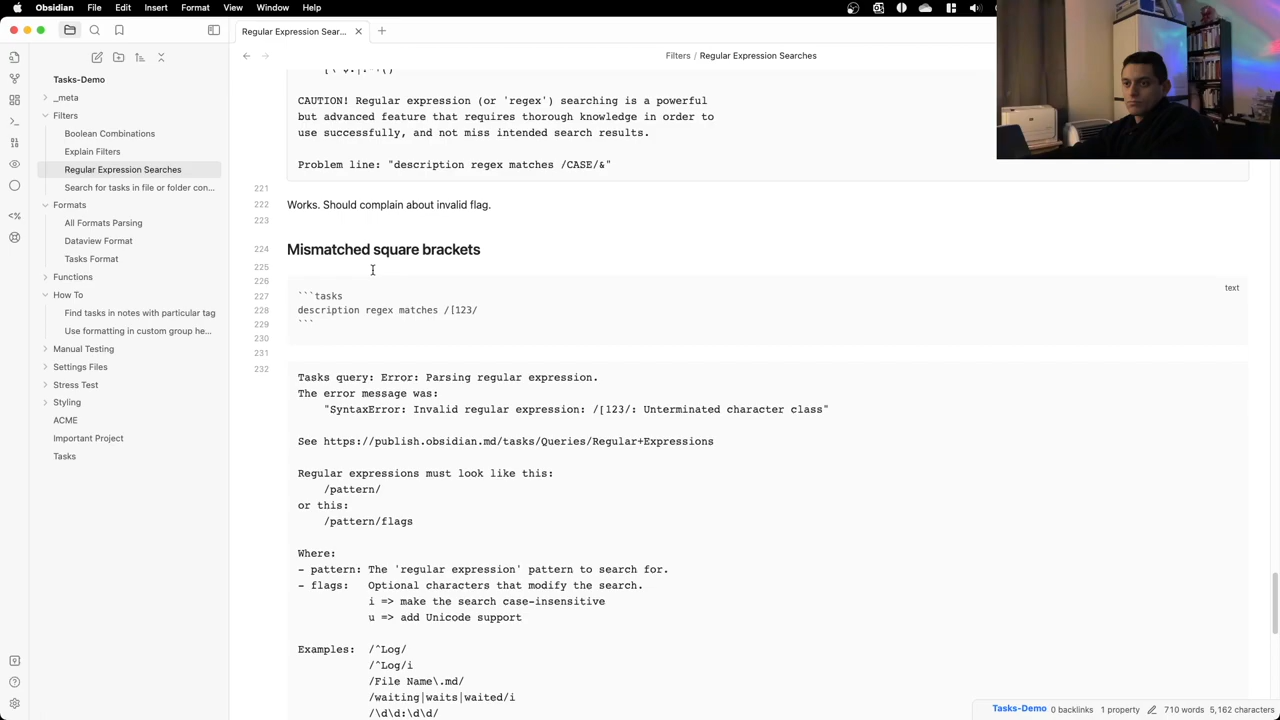 Obsidian File Edit Insert Format View Window Help
Regular Expression Sear...
Filters / Regular Expression Searches
Tasks-Demo
_meta
Filters
Boolean Combinations
Explain Filters
Regular Expression Searches
Search for tasks in file or folder con...
Formats
All Formats Parsing
Dataview Format
Tasks Format
Functions
How To
Find tasks in notes with particular tag
Use formatting in custom group he...
Manual Testing
Settings Files
Stress Test
Styling
ACME
Important Project
Tasks
CAUTION! Regular expression (or 'regex') searching is a powerful
but advanced feature that requires thorough knowledge in order to
use successfully, and not miss intended search results.
Problem line: "description regex matches /CASE/&"
221
222 Works. Should complain about invalid flag.
223
224 Mismatched square brackets
225
226
text
227 ```tasks
228 description regex matches /[123/
229 ```
230
231
232
Tasks query: Error: Parsing regular expression.
The error message was:
"SyntaxError: Invalid regular expression: /[123/: Unterminated character class"
See https://publish.obsidian.md/tasks/Queries/Regular+Expressions
Regular expressions must look like this:
/pattern/
or this:
/pattern/flags
Where:
- pattern: The 'regular expression' pattern to search for.
- flags: Optional characters that modify the search.
i => make the search case-insensitive
u => add Unicode support
Examples: /^Log/
/^Log/i
/File Name\.md/
/waiting|waits|waited/i
/\d\d:\d\d/
Tasks-Demo 0 backlinks 1 property 710 words 5,162 characters